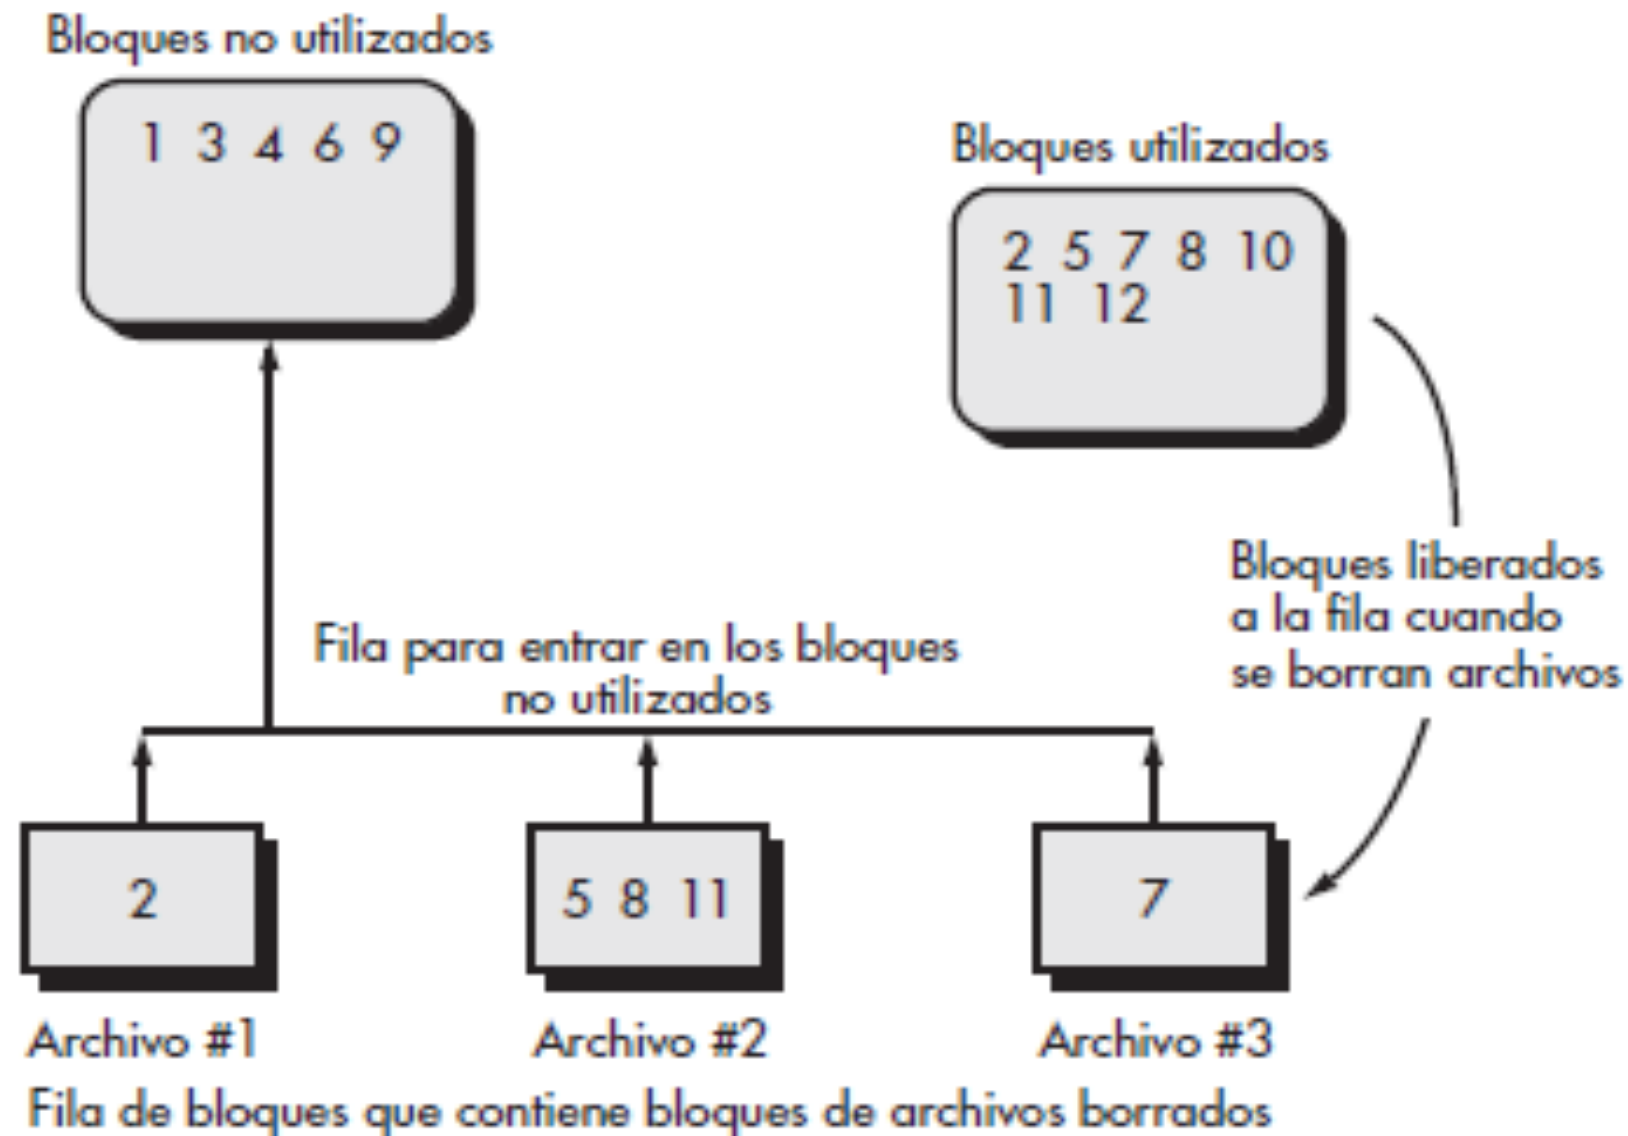 Bloques no utilizados
1 3 4 6 9
Bloques utilizados
2 5 7 8 10
11 12
Bloques liberados
a la fila cuando
se borran archivos
Fila para entrar en los bloques
no utilizados
2
5 8 11
7
Archivo #1
Archivo #2
Archivo #3
Fila de bloques que contiene bloques de archivos borrados